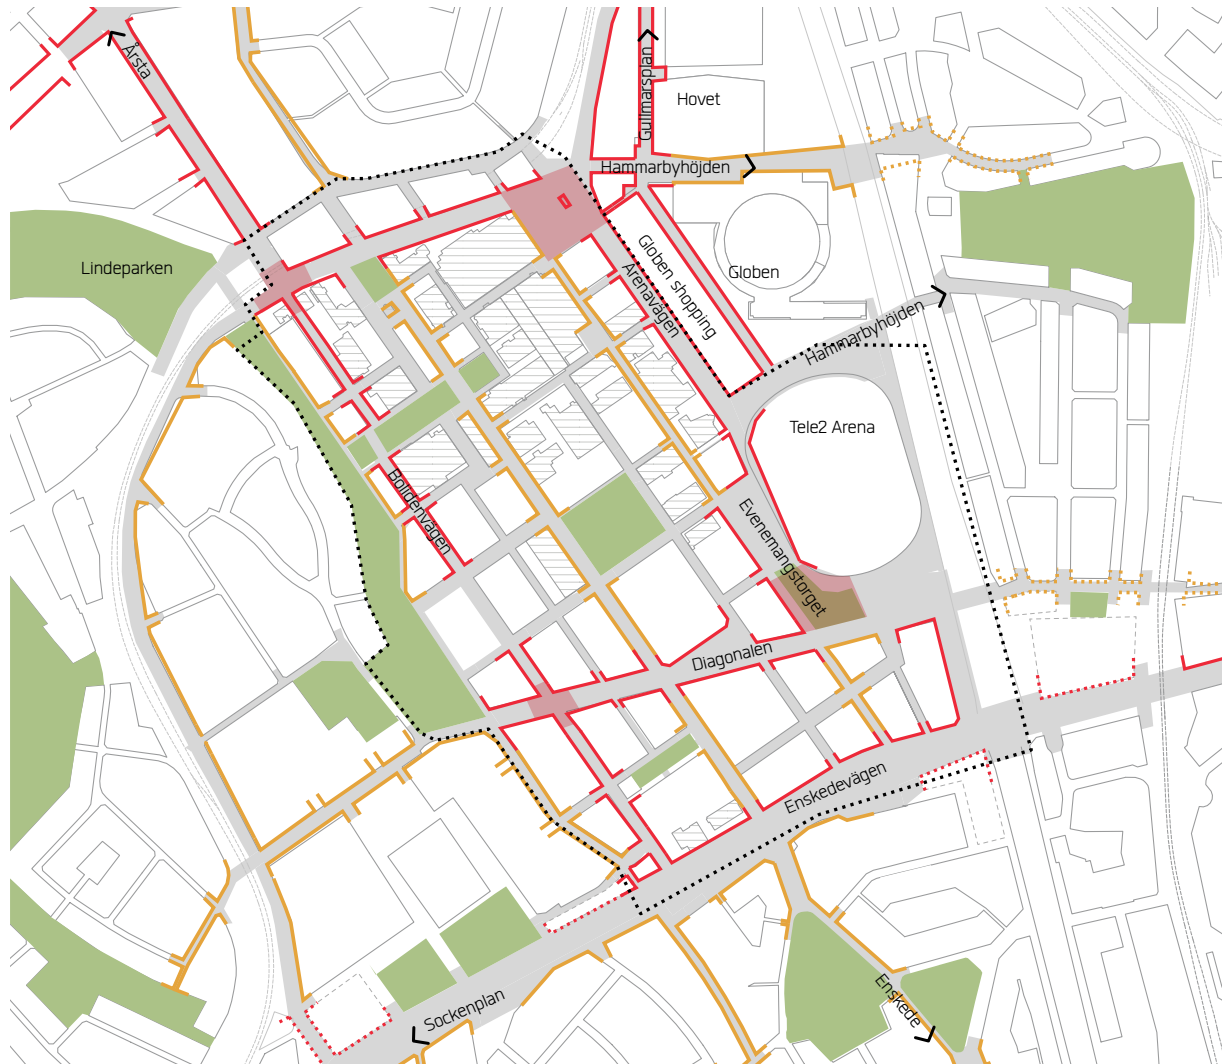 Årsta
Gullmarsplan
Hovet
Hammarbyhöjden
Lindeparken
Globen shopping
Globen
Arenavägen
Hammarbyhöjden
Tele2 Arena
Bolidenvägen
Evenemangstorget
Diagonalen
Enskedevägen
Sockenplan
Enskede